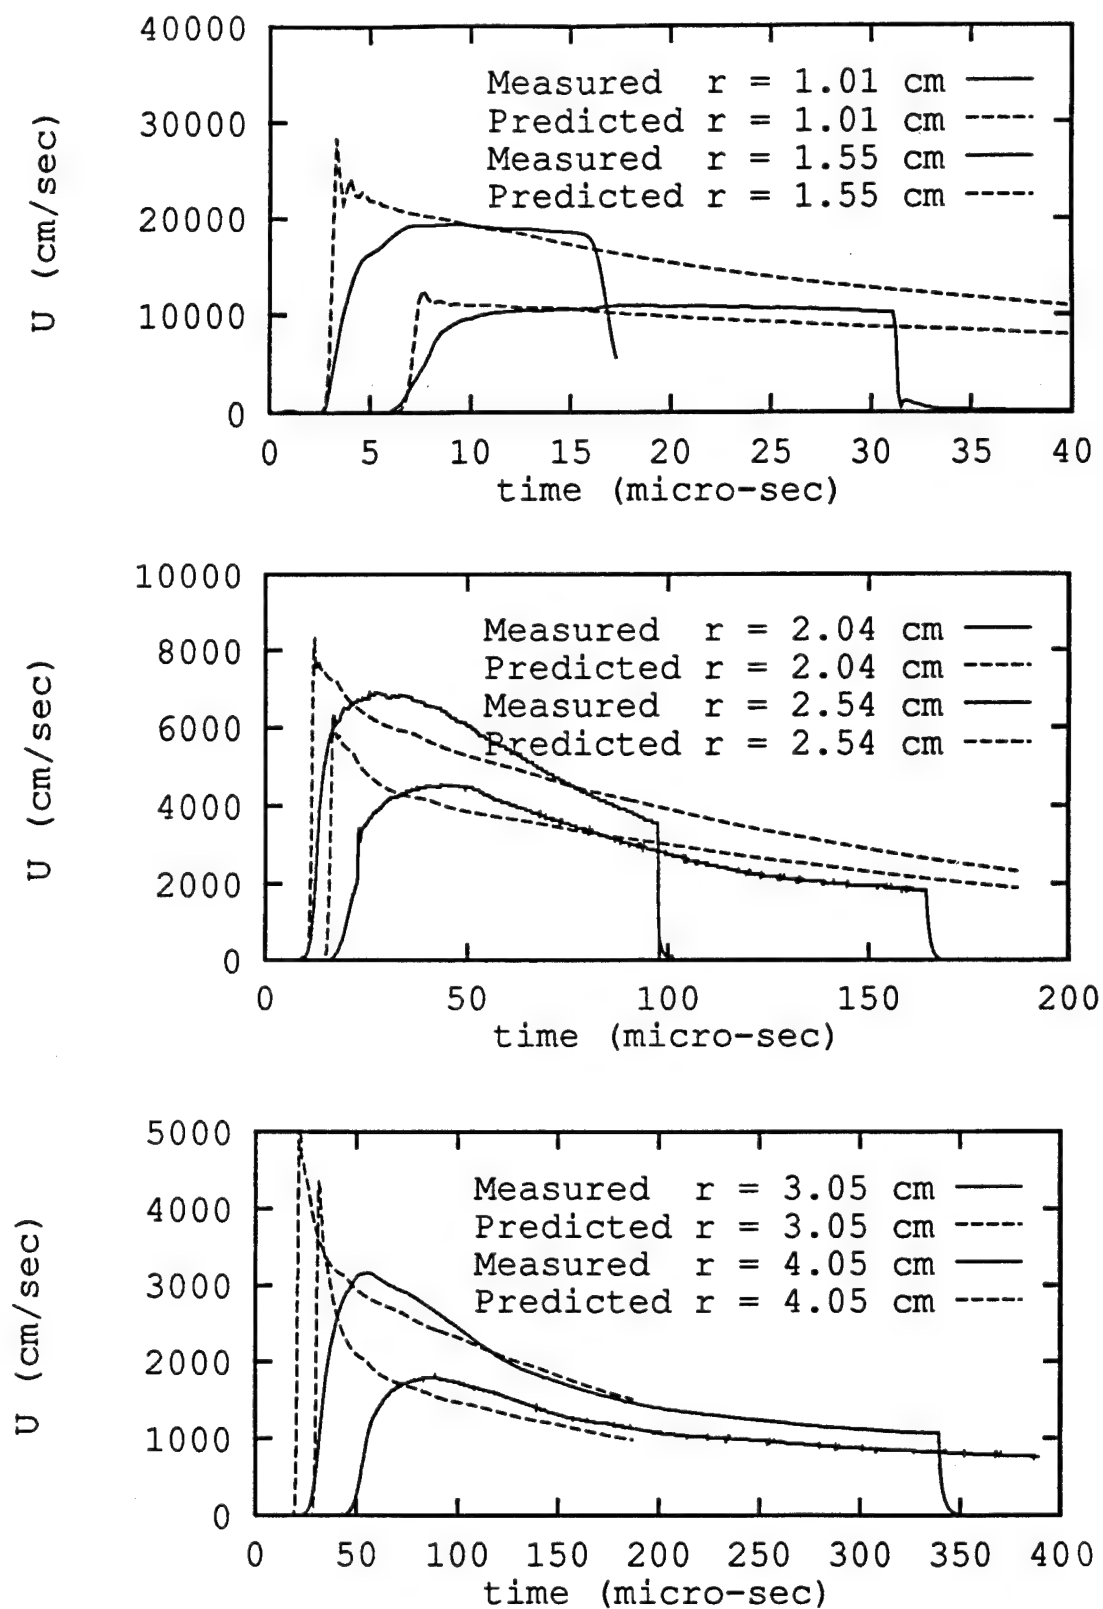 40000
30000
20000
10000
0
U (cm/sec)
Measured r = 1.01 cm
Predicted r = 1.01 cm
Measured r = 1.55 cm
Predicted r = 1.55 cm
0 5 10 15 20 25 30 35 40
time (micro-sec)
10000
8000
6000
4000
2000
0
U (cm/sec)
Measured r = 2.04 cm
Predicted r = 2.04 cm
Measured r = 2.54 cm
Predicted r = 2.54 cm
0 50 100 150 200
time (micro-sec)
5000
4000
3000
2000
1000
0
U (cm/sec)
Measured r = 3.05 cm
Predicted r = 3.05 cm
Measured r = 4.05 cm
Predicted r = 4.05 cm
0 50 100 150 200 250 300 350 400
time (micro-sec)